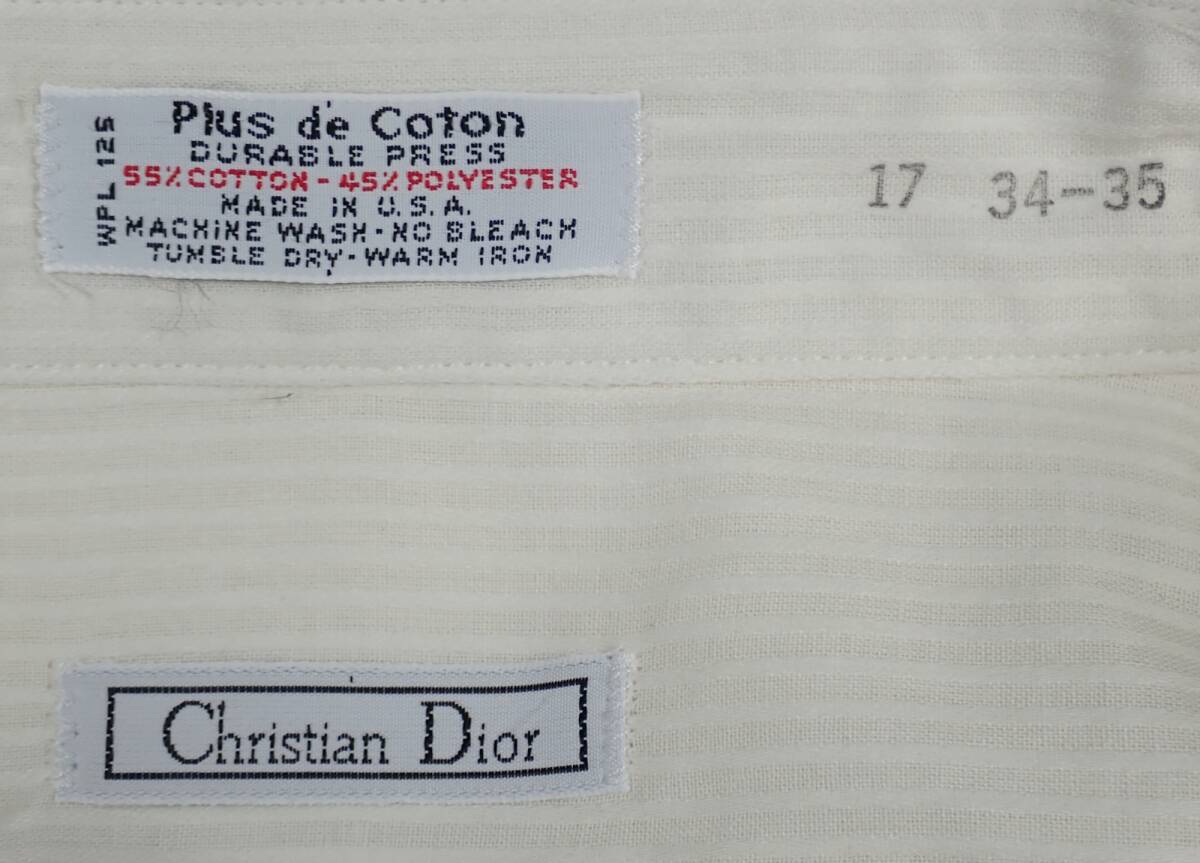 Plus de Coton
DURABLE PRESS
55% COTTON - 45% POLYESTER
MADE IN U.S.A.
MACHINE WASH · NO BLEACH
TUMBLE DRY · WARM IRON
WPL 125
17 34-35
Christian Dior